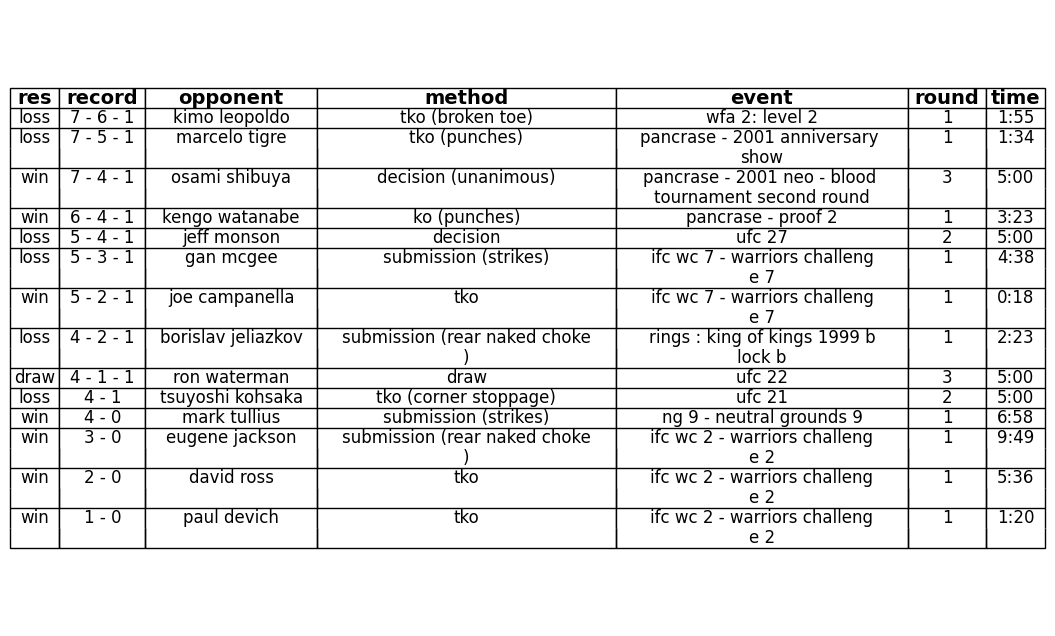 res record opponent method event round time
loss 7 - 6 - 1 kimo leopoldo tko (broken toe) wfa 2: level 2 1 1:55
loss 7 - 5 - 1 marcelo tigre tko (punches) pancrase - 2001 anniversary 1 1:34
show
win 7 - 4 - 1 osami shibuya decision (unanimous) pancrase - 2001 neo - blood 3 5:00
tournament second round
win 6 - 4 - 1 kengo watanabe ko (punches) pancrase - proof 2 1 3:23
loss 5 - 4 - 1 jeff monson decision ufc 27 2 5:00
loss 5 - 3 - 1 gan mcgee submission (strikes) ifc wc 7 - warriors challeng 1 4:38
e 7
win 5 - 2 - 1 joe campanella tko ifc wc 7 - warriors challeng 1 0:18
e 7
loss 4 - 2 - 1 borislav jeliazkov submission (rear naked choke rings : king of kings 1999 b 1 2:23
) lock b
draw 4 - 1 - 1 ron waterman draw ufc 22 3 5:00
loss 4 - 1 tsuyoshi kohsaka tko (corner stoppage) ufc 21 2 5:00
win 4 - 0 mark tullius submission (strikes) ng 9 - neutral grounds 9 1 6:58
win 3 - 0 eugene jackson submission (rear naked choke ifc wc 2 - warriors challeng 1 9:49
) e 2
win 2 - 0 david ross tko ifc wc 2 - warriors challeng 1 5:36
e 2
win 1 - 0 paul devich tko ifc wc 2 - warriors challeng 1 1:20
e 2